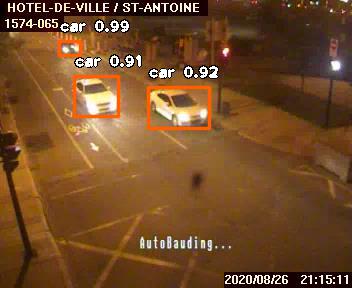 HOTEL-DE-VILLE / ST-ANTOINE
1574-065
car 0.99
car 0.91
car 0.92
AutoBauding...
2020/08/26 21:15:11